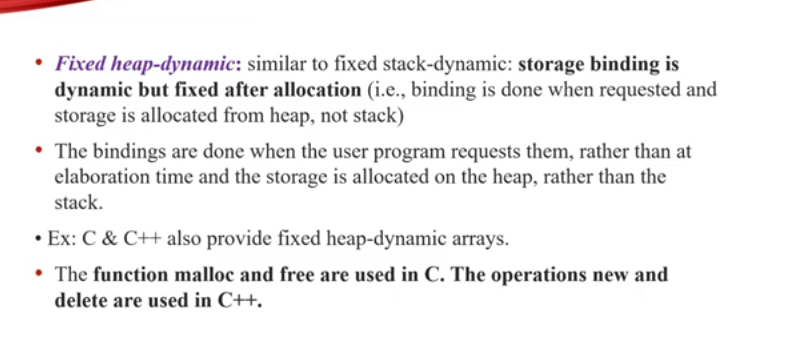 • Fixed heap-dynamic: similar to fixed stack-dynamic: storage binding is
dynamic but fixed after allocation (i.e., binding is done when requested and
storage is allocated from heap, not stack)
• The bindings are done when the user program requests them, rather than at
elaboration time and the storage is allocated on the heap, rather than the
stack.
• Ex: C & C++ also provide fixed heap-dynamic arrays.
• The function malloc and free are used in C. The operations new and
delete are used in C++.